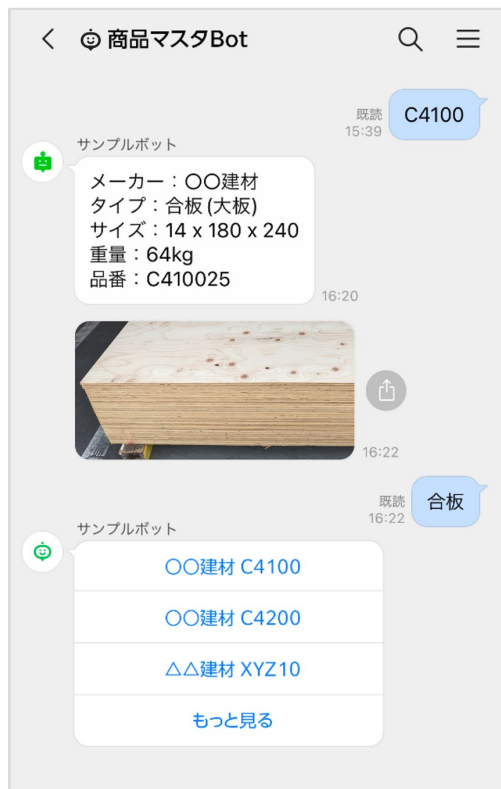 商品マスタBot
C4100
既読
15:39
サンプルボット
メーカー：〇〇建材
タイプ：合板(大板)
サイズ：14 x 180 x 240
重量：64kg
品番：C410025
16:20
16:22
合板
既読
16:22
サンプルボット
〇〇建材 C4100
〇〇建材 C4200
△△建材 XYZ10
もっと見る